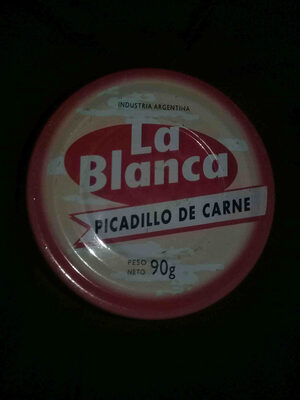 INDUSTRIA ARGENTINA
La
Blanca
PICADILLO DE CARNE
PESO
NETO 90g